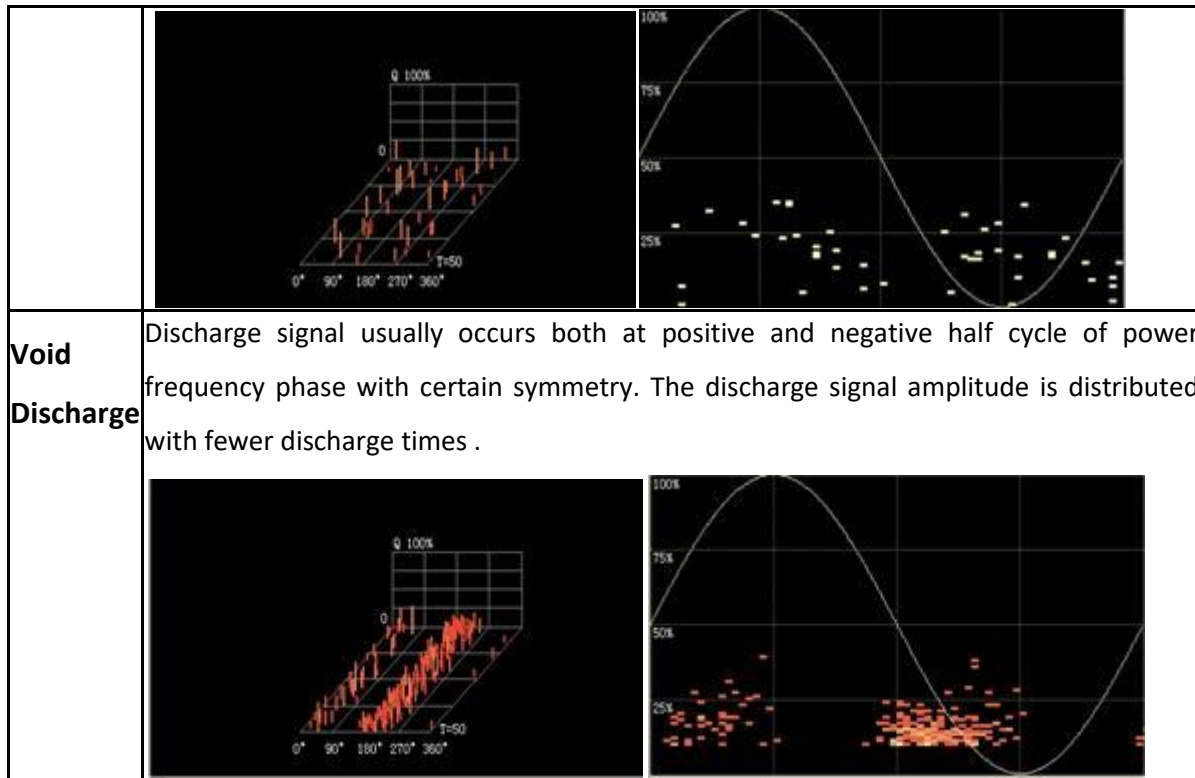 Q 100%
0
T=50
0° 90° 180° 270° 360°
100%
75%
50%
25%
Void
Discharge
Discharge signal usually occurs both at positive and negative half cycle of power
frequency phase with certain symmetry. The discharge signal amplitude is distributed
with fewer discharge times .
Q 100%
0
T=50
0° 90° 180° 270° 360°
100%
75%
50%
25%